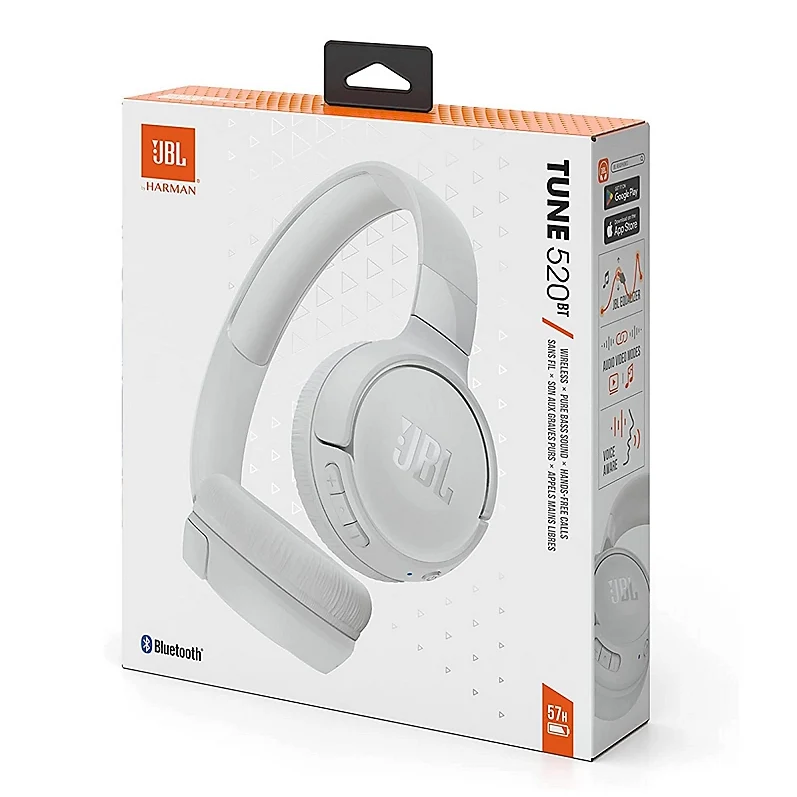 JBL
by HARMAN
TUNE 520BT
WIRELESS × PURE BASS SOUND × HANDS-FREE CALLS
SANS FIL × SON AUX GRAVES PURS × APPELS MAINS LIBRES
JBL
Bluetooth
57H
GET IT ON
Google Play
Download on the
App Store
JBL EQUALIZER
AUDIO VIDEO MODES
VOICE
AWARE
JBL